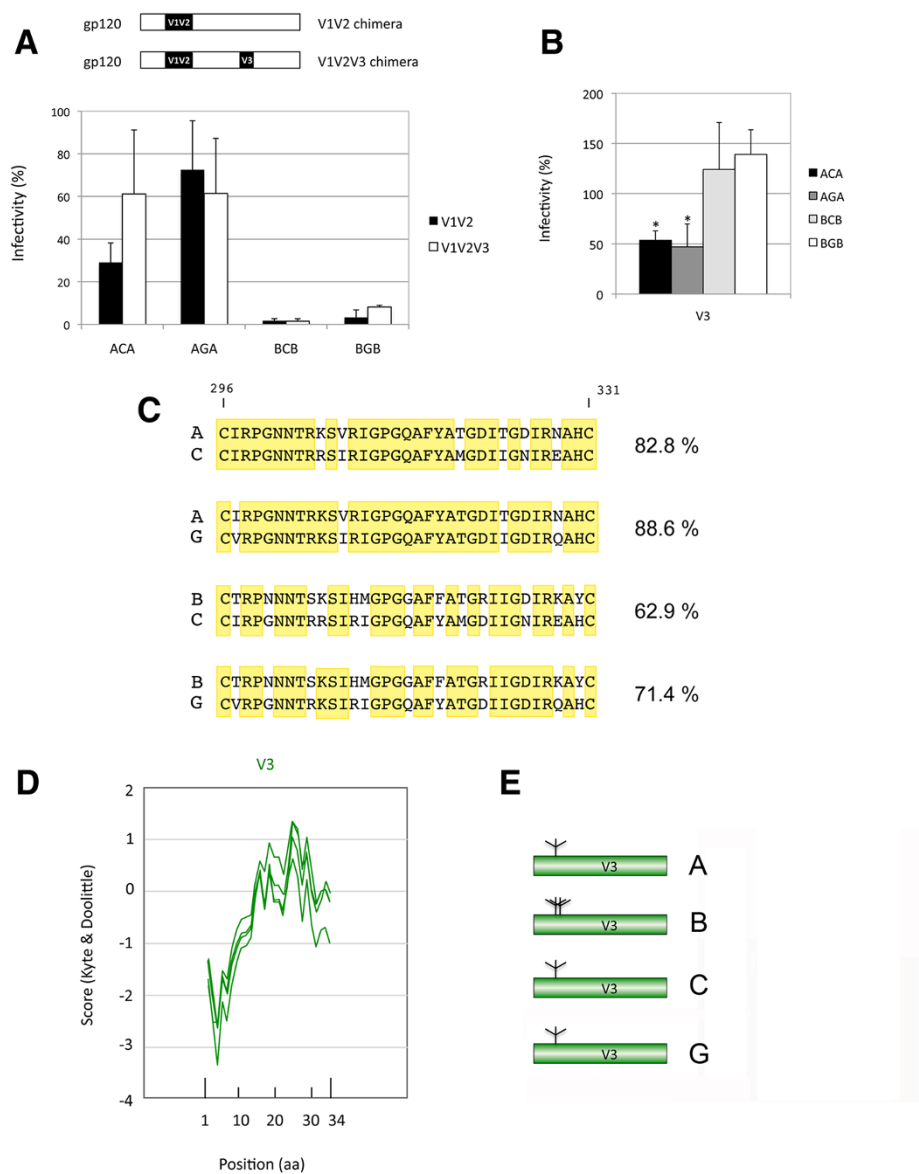 A
gp120 V1V2 V1V2 chimera
gp120 V1V2 V3 V1V2V3 chimera
Infectivity (%)
100
80
60
40
20
0
ACA AGA BCB BGB
V1V2
V1V2V3
B
Infectivity (%)
200
150
100
50
0
* *
V3
ACA
AGA
BCB
BGB
C
296 331
A CIRPGNNTRKSVRIGPGQAFYATGDITGDIRNAHC
C CIRPGNNTRRSIRIGPGQAFYAMGDIIGNIREAHC
82.8 %
A CIRPGNNTRKSVRIGPGQAFYATGDITGDIRNAHC
G CVRPGNNTRKSIRIGPGQAFYATGDIIGDIRQAHC
88.6 %
B CTRPNNNTSKSIHMGPGGAFFATGRIIGDIRKAYC
C CIRPGNNTRRSIRIGPGQAFYAMGDIIGNIREAHC
62.9 %
B CTRPNNNTSKSIHMGPGGAFFATGRIIGDIRKAYC
G CVRPGNNTRKSIRIGPGQAFYATGDIIGDIRQAHC
71.4 %
D
V3
Score (Kyte & Doolittle)
2
1
0
-1
-2
-3
-4
1 10 20 30 34
Position (aa)
E
V3 A
V3 B
V3 C
V3 G